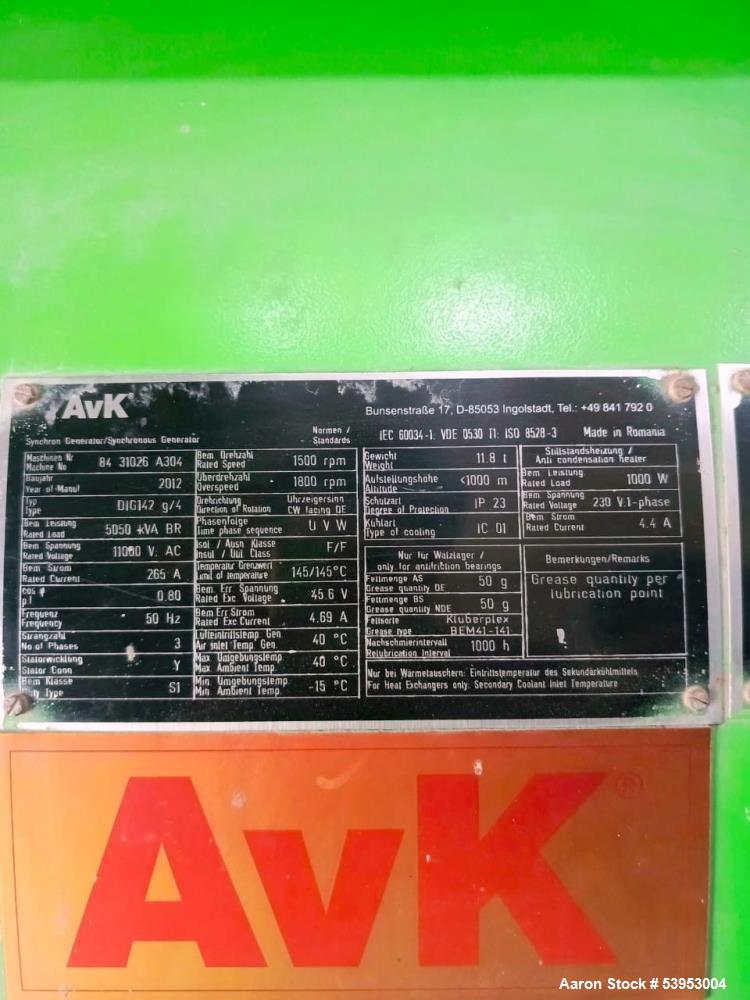 AvK®
Bunsenstraße 17, D-85053 Ingolstadt, Tel.: +49 841 792 0
Synchron Generator/Synchronous Generator
Normen / Standards
IEC 60034-1: VDE 0530 T1: ISO 8528-3 Made in Romania
Maschinen Nr
Machine No
84 31026 A304
Baujahr
Year of Manuf
2012
Typ
Type
DIG142 g/4
Bem Leistung
Rated Load
5050 kVA BR
Bem Spannung
Rated Voltage
11000 V: AC
Bem Strom
Rated Current
265 A
cos φ
p f
0.80
Frequenz
Frequency
50 Hz
Strangzahl
No of Phases
3
Statorwicklung
Stator Conn
Y
Bem Klasse
Duty Type
S1
Bem Drehzahl
Rated Speed
1500 rpm
Überdrehzahl
Overspeed
1800 rpm
Drehrichtung
Direction of Rotation
Uhrzeigersinn
CW facing DE
Phasenfolge
Time phase sequence
U V W
Isol / Ausn Klasse
Insul / Util Class
F/F
Temperatur Grenzwert
Limit of temperature
145/145°C
Bem. Err Spannung
Rated Exc Voltage
45.6 V
Bem Err Strom
Rated Exc Current
4.69 A
Lufteintrittstemp. Gen.
Air inlet Temp. Gen.
40 °C
Max Umgebungstemp
Max Ambient Temp.
40 °C
Min. Umgebungstemp
Min. Ambient Temp.
-15 °C
Gewicht
Weight
11.8 t
Aufstellungshöhe
Altitude
<1000 m
Schutzart
Degree of Protection
IP 23
Kühlart
Type of cooling
IC 01
Nur für Wälzlager /
only for antifriction bearings
Fettmenge AS
Grease quantity DE
50 g
Fettmenge BS
Grease quantity NDE
50 g
Fettsorte
Grease type
Kluberplex
BEM41-141
Nachschmierintervall
Relubrication Interval
1000 h
Stillstandsheizung /
Anti condensation heater
Bem. Leistung
Rated Load
1000 W
Bem. Spannung
Rated Voltage
230 V.1-phase
Bem Strom
Rated Current
4.4 A
Bemerkungen/Remarks
Grease quantity per
lubrication point
Nur bei Wärmetauschern: Eintrittstemperatur des Sekundärkühlmittels
For Heat Exchangers only: Secondary Coolant Inlet Temperature
AvK®
Aaron Stock # 53953004